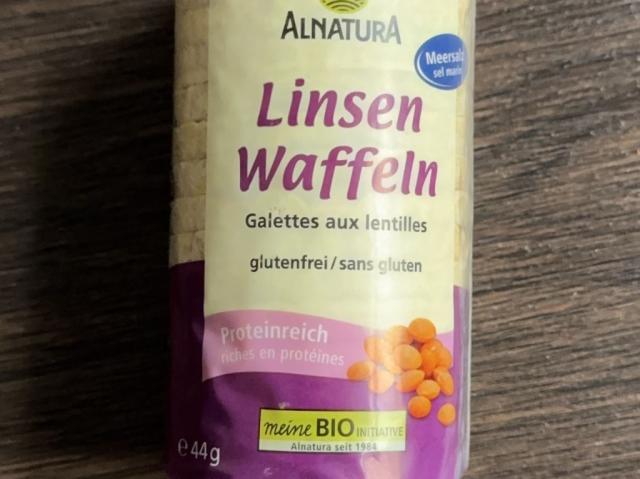 ALNATURA
Meersalz
sel marin
Linsen
Waffeln
Galettes aux lentilles
glutenfrei/sans gluten
Proteinreich
riches en protéines
meine BIO INITIATIVE
Alnatura seit 1984
e 44g